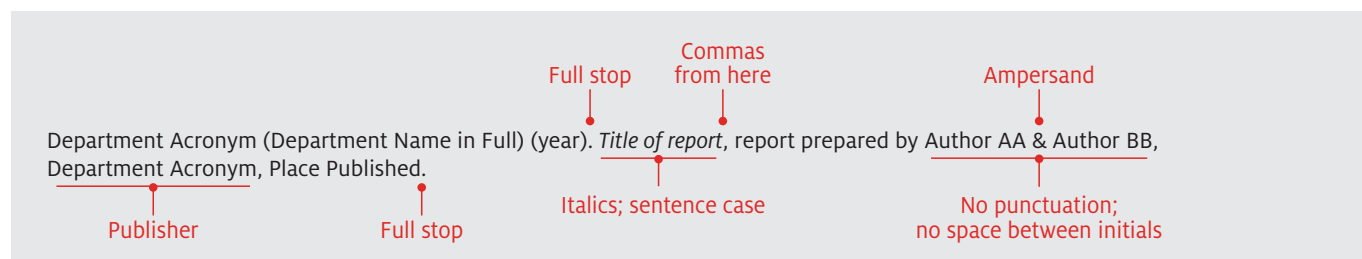 Commas
Full stop from here Ampersand
Department Acronym (Department Name in Full) (year). Title of report, report prepared by Author AA & Author BB,
Department Acronym, Place Published.
Italics; sentence case No punctuation;
Publisher Full stop no space between initials